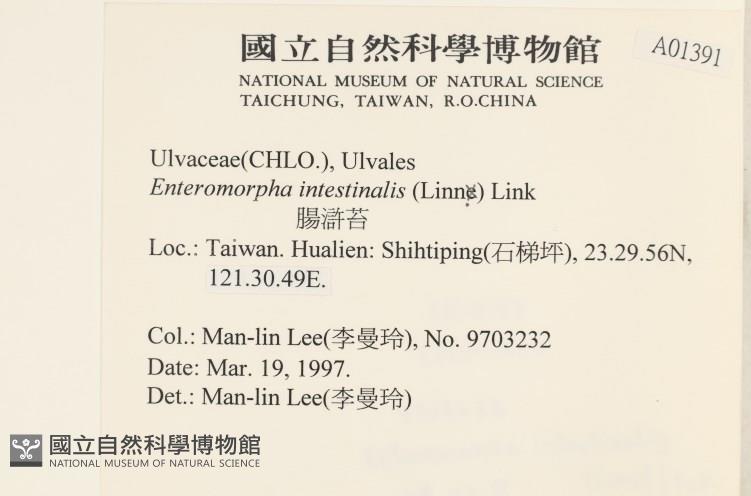 國立自然科學博物館
A01391
NATIONAL MUSEUM OF NATURAL SCIENCE
TAICHUNG, TAIWAN, R.O.CHINA
Ulvaceae(CHLO.), Ulvales
Enteromorpha intestinalis (Linne) Link
腸滸苔
Loc.: Taiwan. Hualien: Shihtiping(石梯坪), 23.29.56N,
121.30.49E.
Col.: Man-lin Lee(李曼玲), No. 9703232
Date: Mar. 19, 1997.
Det.: Man-lin Lee(李曼玲)
國立自然科學博物館
NATIONAL MUSEUM OF NATURAL SCIENCE